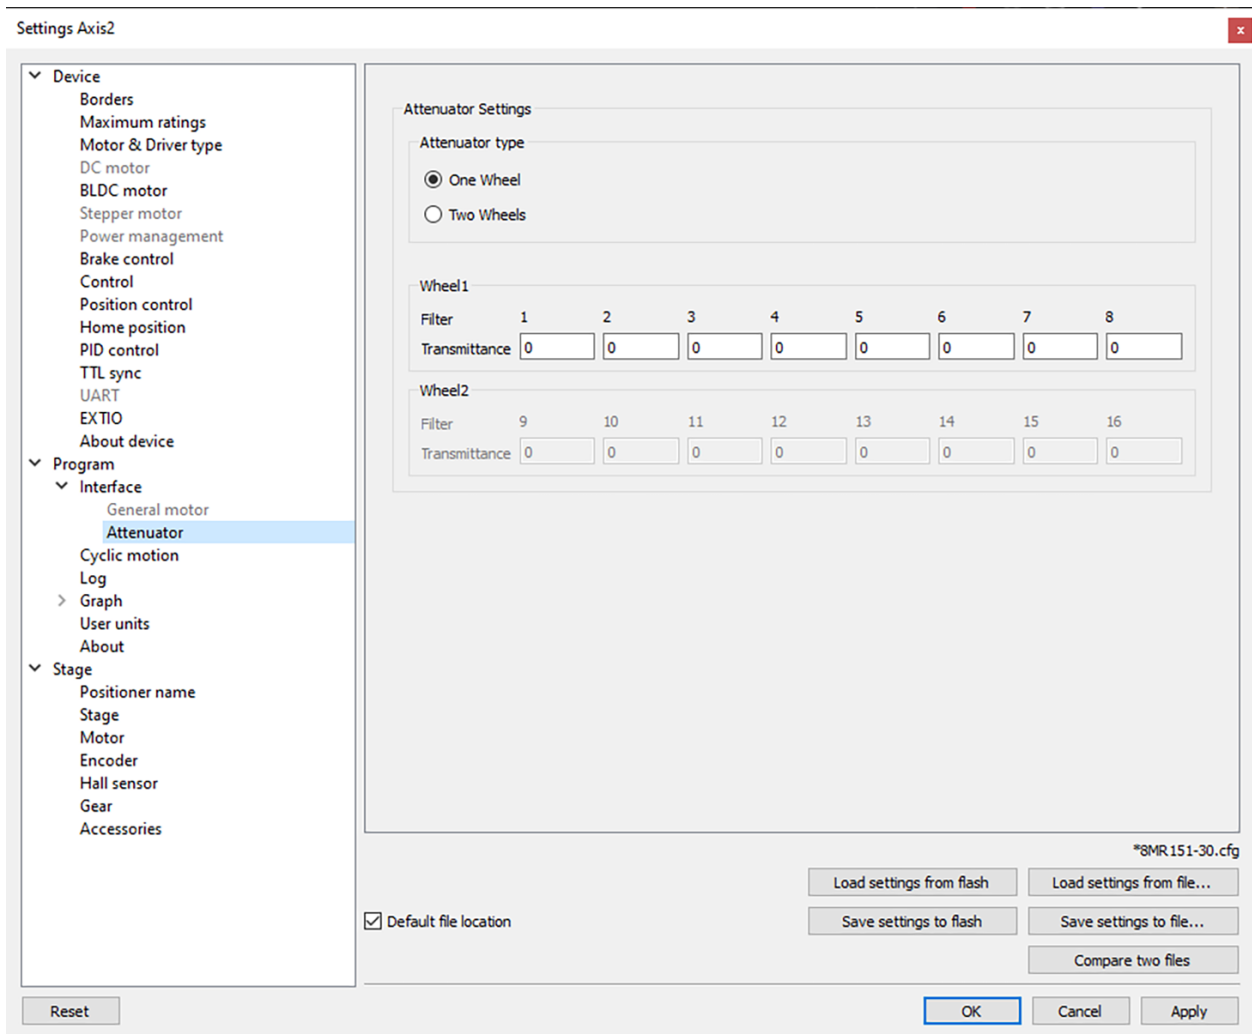 Settings Axis2
x
Device
Borders
Maximum ratings
Motor & Driver type
DC motor
BLDC motor
Stepper motor
Power management
Brake control
Control
Position control
Home position
PID control
TTL sync
UART
EXTIO
About device
Program
Interface
General motor
Attenuator
Cyclic motion
Log
Graph
User units
About
Stage
Positioner name
Stage
Motor
Encoder
Hall sensor
Gear
Accessories
Attenuator Settings
Attenuator type
One Wheel
Two Wheels
Wheel1
Filter 1 2 3 4 5 6 7 8
Transmittance 0 0 0 0 0 0 0 0
Wheel2
Filter 9 10 11 12 13 14 15 16
Transmittance 0 0 0 0 0 0 0 0
*8MR151-30.cfg
Load settings from flash Load settings from file...
Default file location Save settings to flash Save settings to file...
Compare two files
Reset OK Cancel Apply